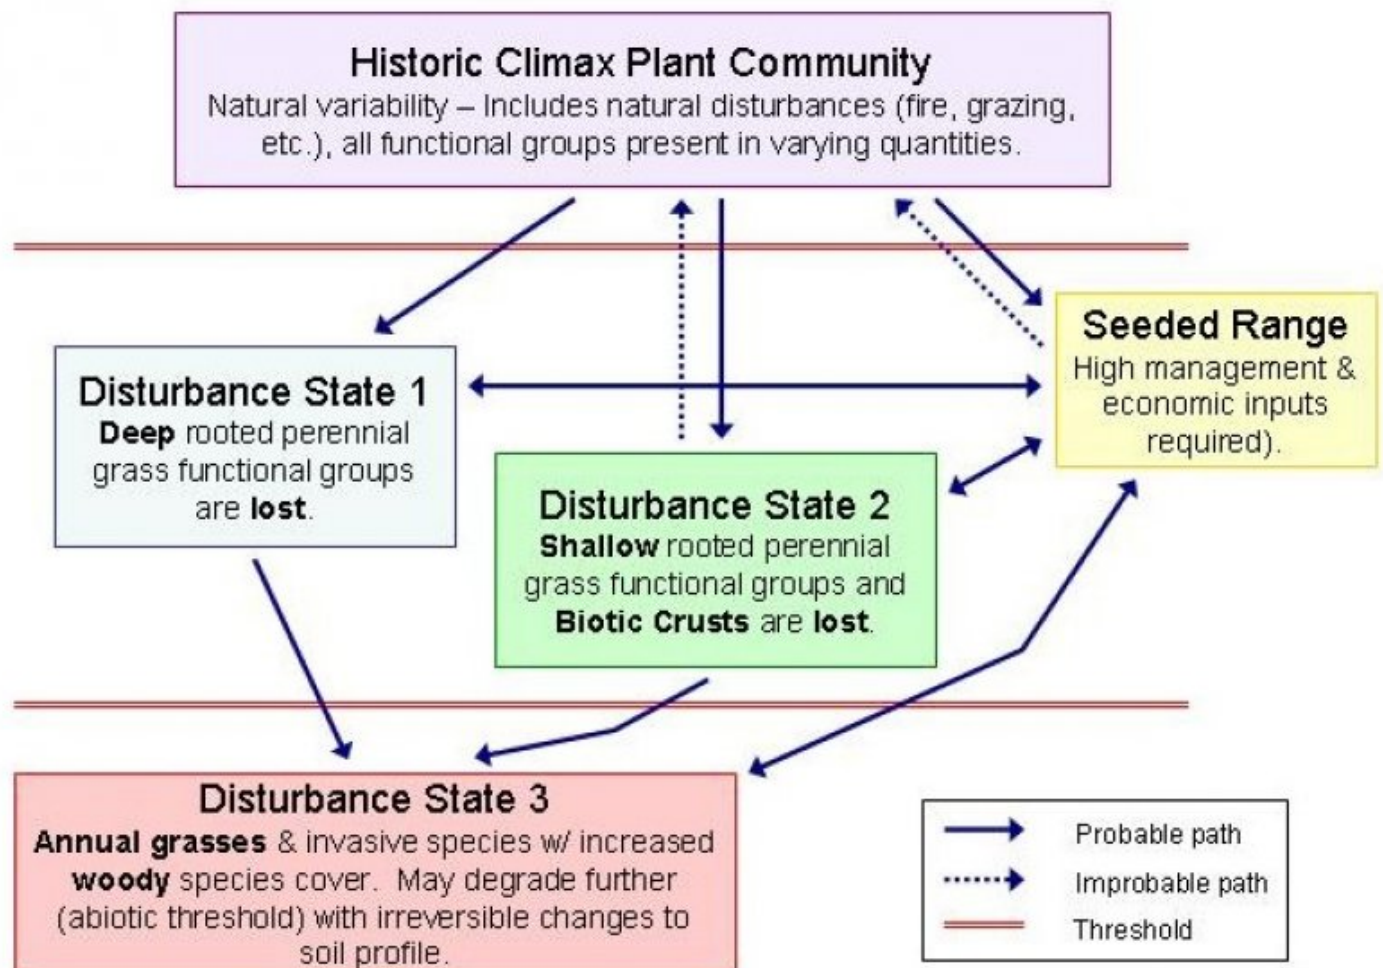 Historic Climax Plant Community
Natural variability – Includes natural disturbances (fire, grazing,
etc.), all functional groups present in varying quantities.
Seeded Range
High management &
economic inputs
required).
Disturbance State 1
Deep rooted perennial
grass functional groups
are lost.
Disturbance State 2
Shallow rooted perennial
grass functional groups and
Biotic Crusts are lost.
Disturbance State 3
Annual grasses & invasive species w/ increased
woody species cover. May degrade further
(abiotic threshold) with irreversible changes to
soil profile.
Probable path
Improbable path
Threshold